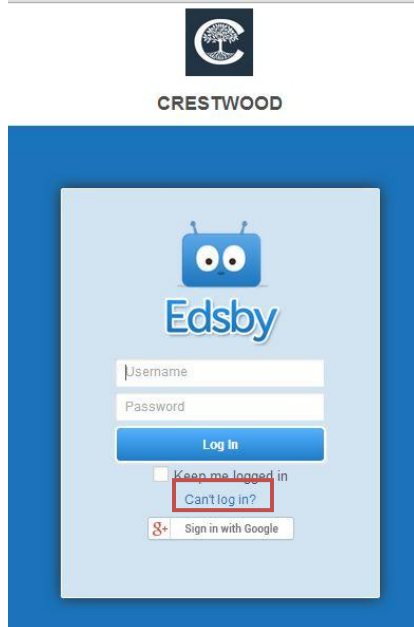 C
CRESTWOOD
Edsby
Username
Password
Log In
Keep me logged in
Can't log in?
g+ Sign in with Google